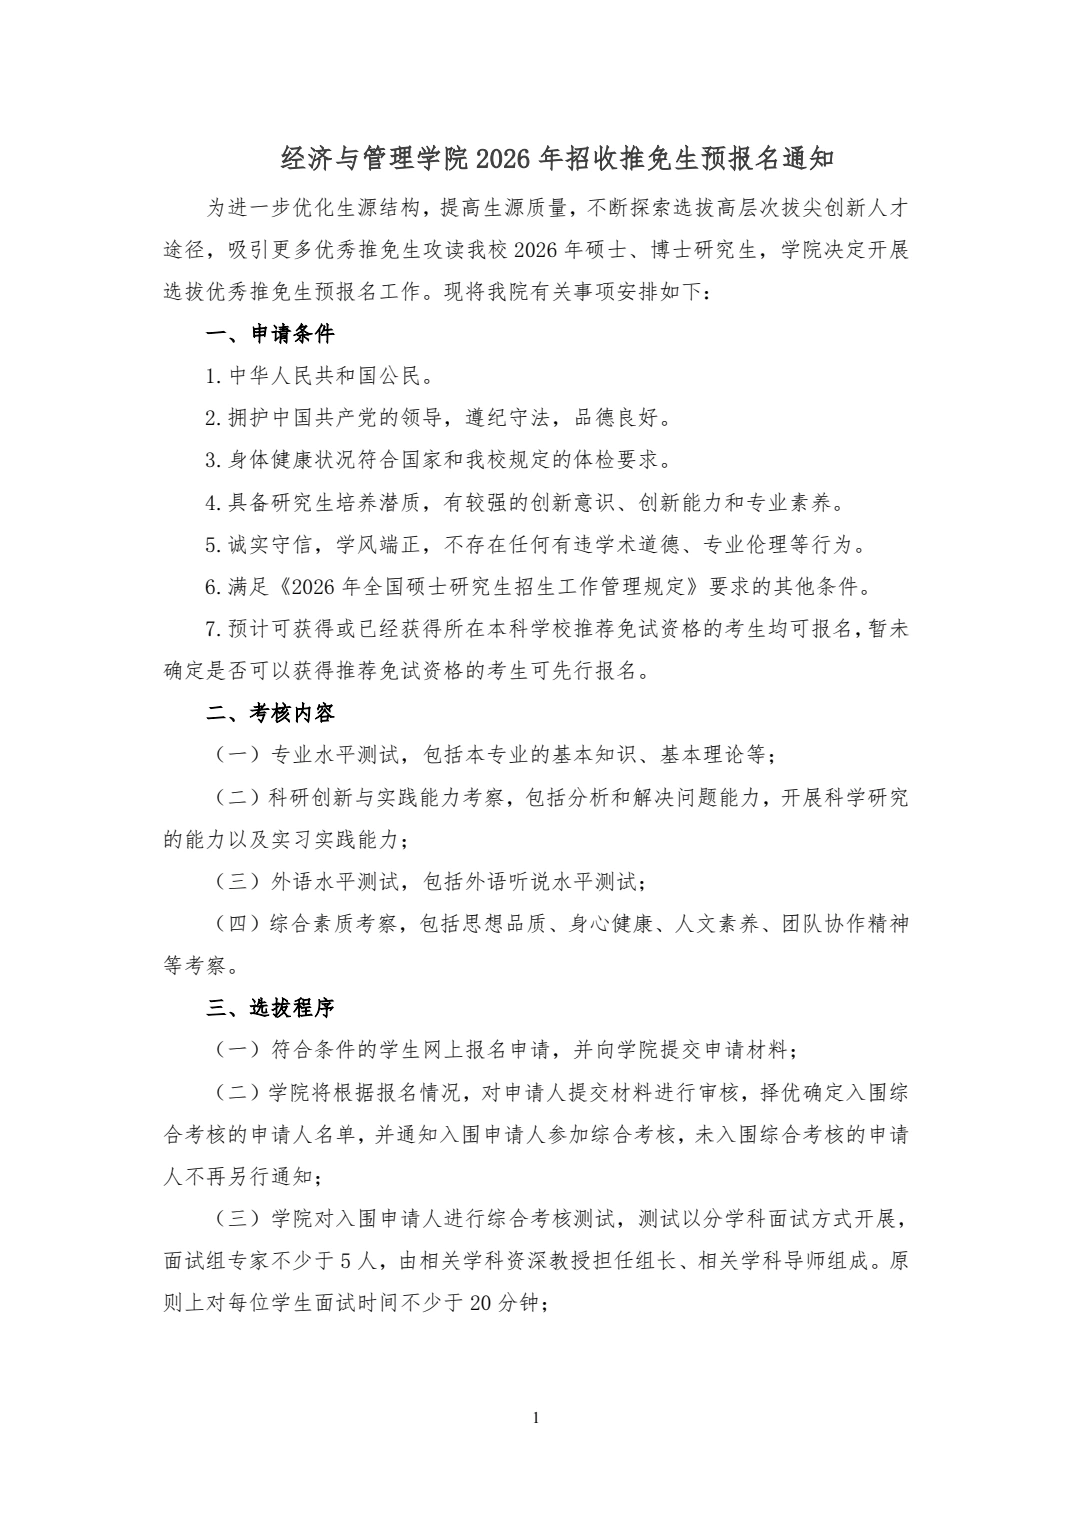 经济与管理学院 2026 年招收推免生预报名通知
为进一步优化生源结构，提高生源质量，不断探索选拔高层次拔尖创新人才
途径，吸引更多优秀推免生攻读我校 2026 年硕士、博士研究生，学院决定开展
选拔优秀推免生预报名工作。现将我院有关事项安排如下：
一、申请条件
1.中华人民共和国公民。
2.拥护中国共产党的领导，遵纪守法，品德良好。
3.身体健康状况符合国家和我校规定的体检要求。
4.具备研究生培养潜质，有较强的创新意识、创新能力和专业素养。
5.诚实守信，学风端正，不存在任何有违学术道德、专业伦理等行为。
6.满足《2026 年全国硕士研究生招生工作管理规定》要求的其他条件。
7.预计可获得或已经获得所在本科学校推荐免试资格的考生均可报名，暂未
确定是否可以获得推荐免试资格的考生可先行报名。
二、考核内容
（一）专业水平测试，包括本专业的基本知识、基本理论等；
（二）科研创新与实践能力考察，包括分析和解决问题能力，开展科学研究
的能力以及实习实践能力；
（三）外语水平测试，包括外语听说水平测试；
（四）综合素质考察，包括思想品质、身心健康、人文素养、团队协作精神
等考察。
三、选拔程序
（一）符合条件的学生网上报名申请，并向学院提交申请材料；
（二）学院将根据报名情况，对申请人提交材料进行审核，择优确定入围综
合考核的申请人名单，并通知入围申请人参加综合考核，未入围综合考核的申请
人不再另行通知；
（三）学院对入围申请人进行综合考核测试，测试以分学科面试方式开展，
面试组专家不少于 5 人，由相关学科资深教授担任组长、相关学科导师组成。原
则上对每位学生面试时间不少于 20 分钟；
1